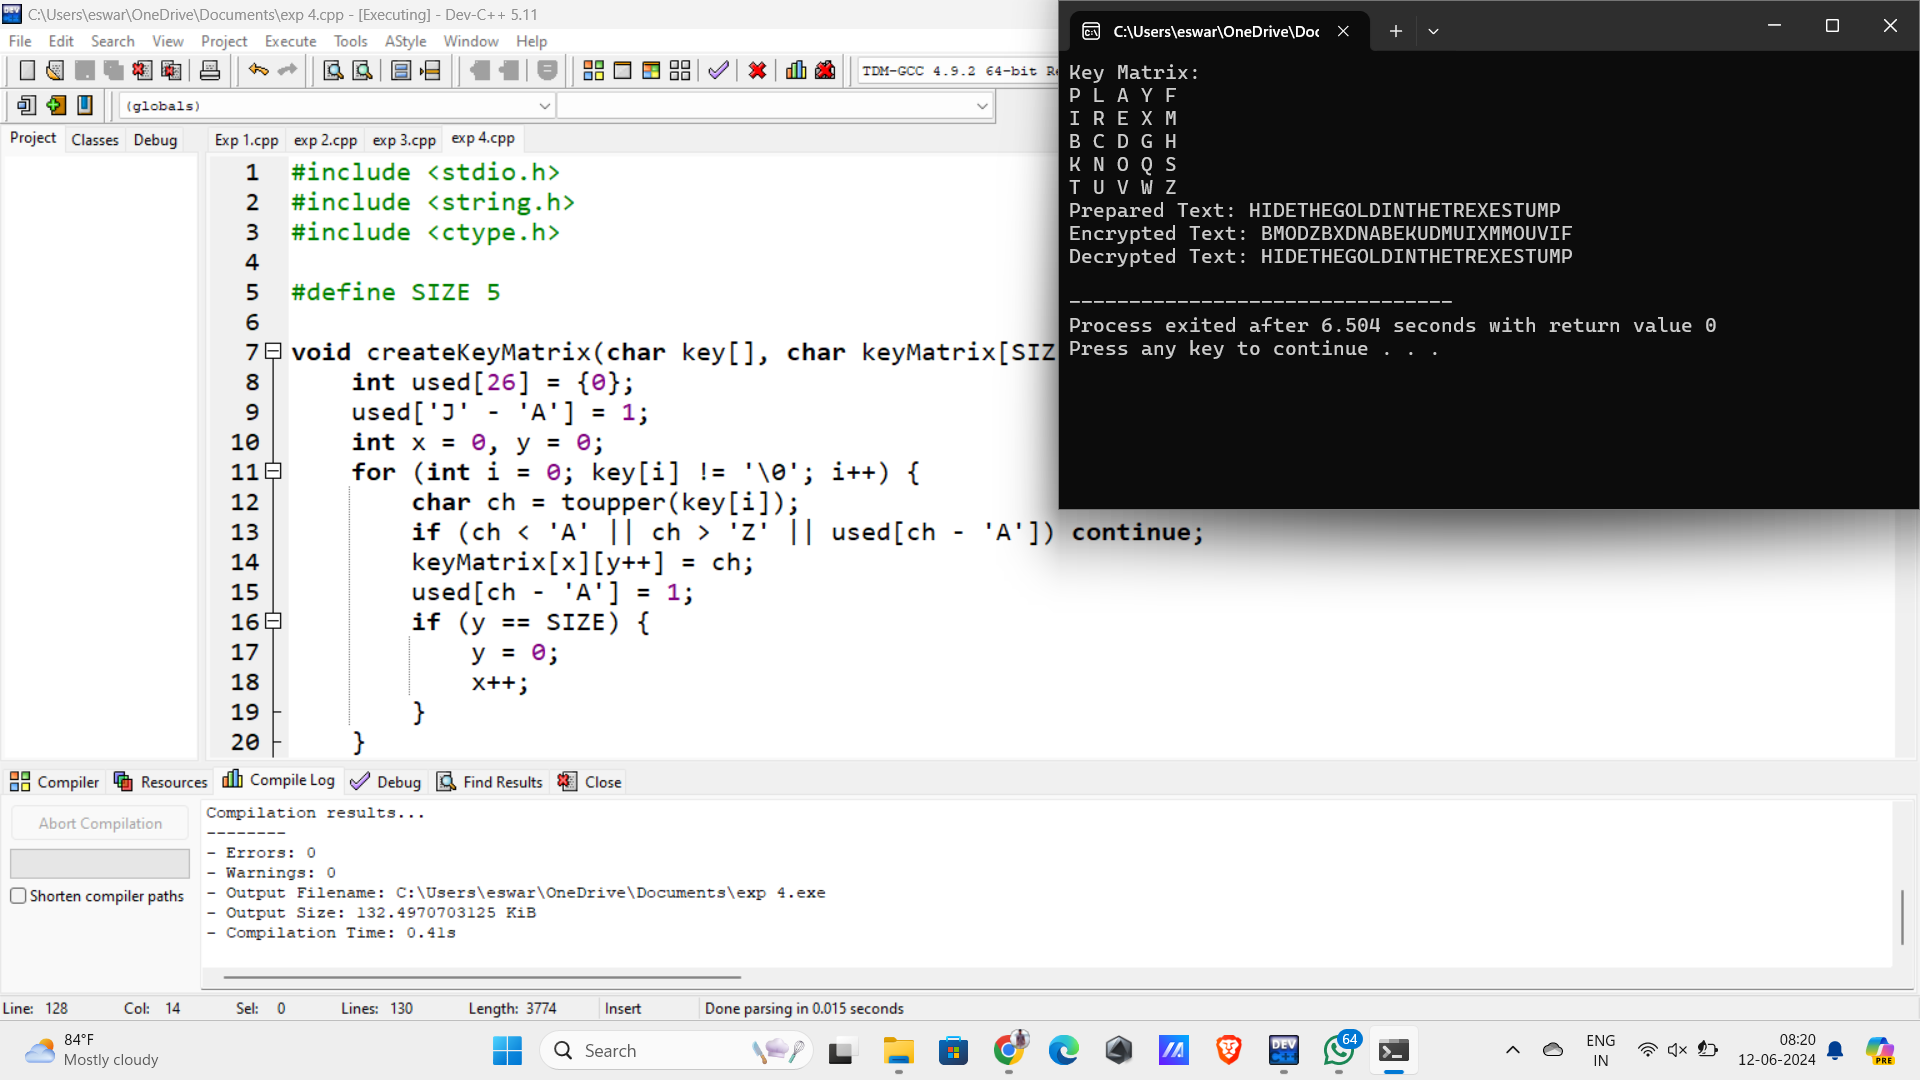 C:\Users\eswar\OneDrive\Documents\exp 4.cpp - [Executing] - Dev-C++ 5.11
File Edit Search View Project Execute Tools AStyle Window Help
TDM-GCC 4.9.2 64-bit Re
(globals)
Project Classes Debug
Exp 1.cpp exp 2.cpp exp 3.cpp exp 4.cpp
1 #include <stdio.h>
2 #include <string.h>
3 #include <ctype.h>
4
5 #define SIZE 5
6
7 void createKeyMatrix(char key[], char keyMatrix[SIZ
8 int used[26] = {0};
9 used['J' - 'A'] = 1;
10 int x = 0, y = 0;
11 for (int i = 0; key[i] != '\0'; i++) {
12 char ch = toupper(key[i]);
13 if (ch < 'A' || ch > 'Z' || used[ch - 'A']) continue;
14 keyMatrix[x][y++] = ch;
15 used[ch - 'A'] = 1;
16 if (y == SIZE) {
17 y = 0;
18 x++;
19 }
20 }
C:\Users\eswar\OneDrive\Doc
Key Matrix:
P L A Y F
I R E X M
B C D G H
K N O Q S
T U V W Z
Prepared Text: HIDETHEGOLDINTHETREXESTUMP
Encrypted Text: BMODZBXDNABEKUDMUIXMMOUVIF
Decrypted Text: HIDETHEGOLDINTHETREXESTUMP
--------------------------------
Process exited after 6.504 seconds with return value 0
Press any key to continue . . .
Compiler Resources Compile Log Debug Find Results Close
Abort Compilation
Shorten compiler paths
Compilation results...
--------
- Errors: 0
- Warnings: 0
- Output Filename: C:\Users\eswar\OneDrive\Documents\exp 4.exe
- Output Size: 132.4970703125 KiB
- Compilation Time: 0.41s
Line: 128 Col: 14 Sel: 0 Lines: 130 Length: 3774 Insert Done parsing in 0.015 seconds
84°F
Mostly cloudy
Search
DEV
64
ENG
IN
08:20
12-06-2024
PRE